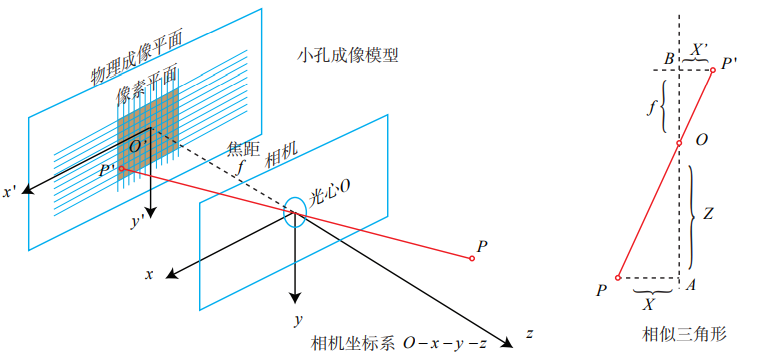 小孔成像模型
物理成像平面
像素平面
O'
P'
x'
y'
焦距
f
相机
光心O
P
x
y
z
相机坐标系 O-x-y-z
B
X'
P'
f
O
Z
P
X
A
相似三角形